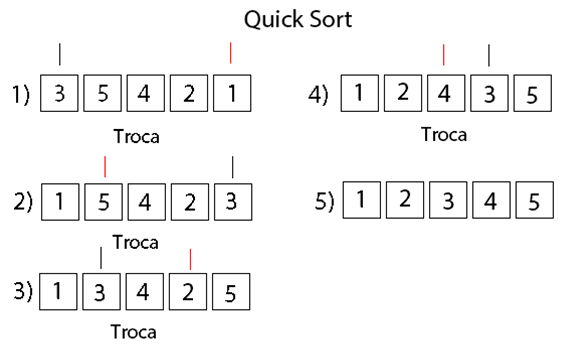 Quick Sort
1) 3 5 4 2 1
Troca
2) 1 5 4 2 3
Troca
3) 1 3 4 2 5
Troca
4) 1 2 4 3 5
Troca
5) 1 2 3 4 5